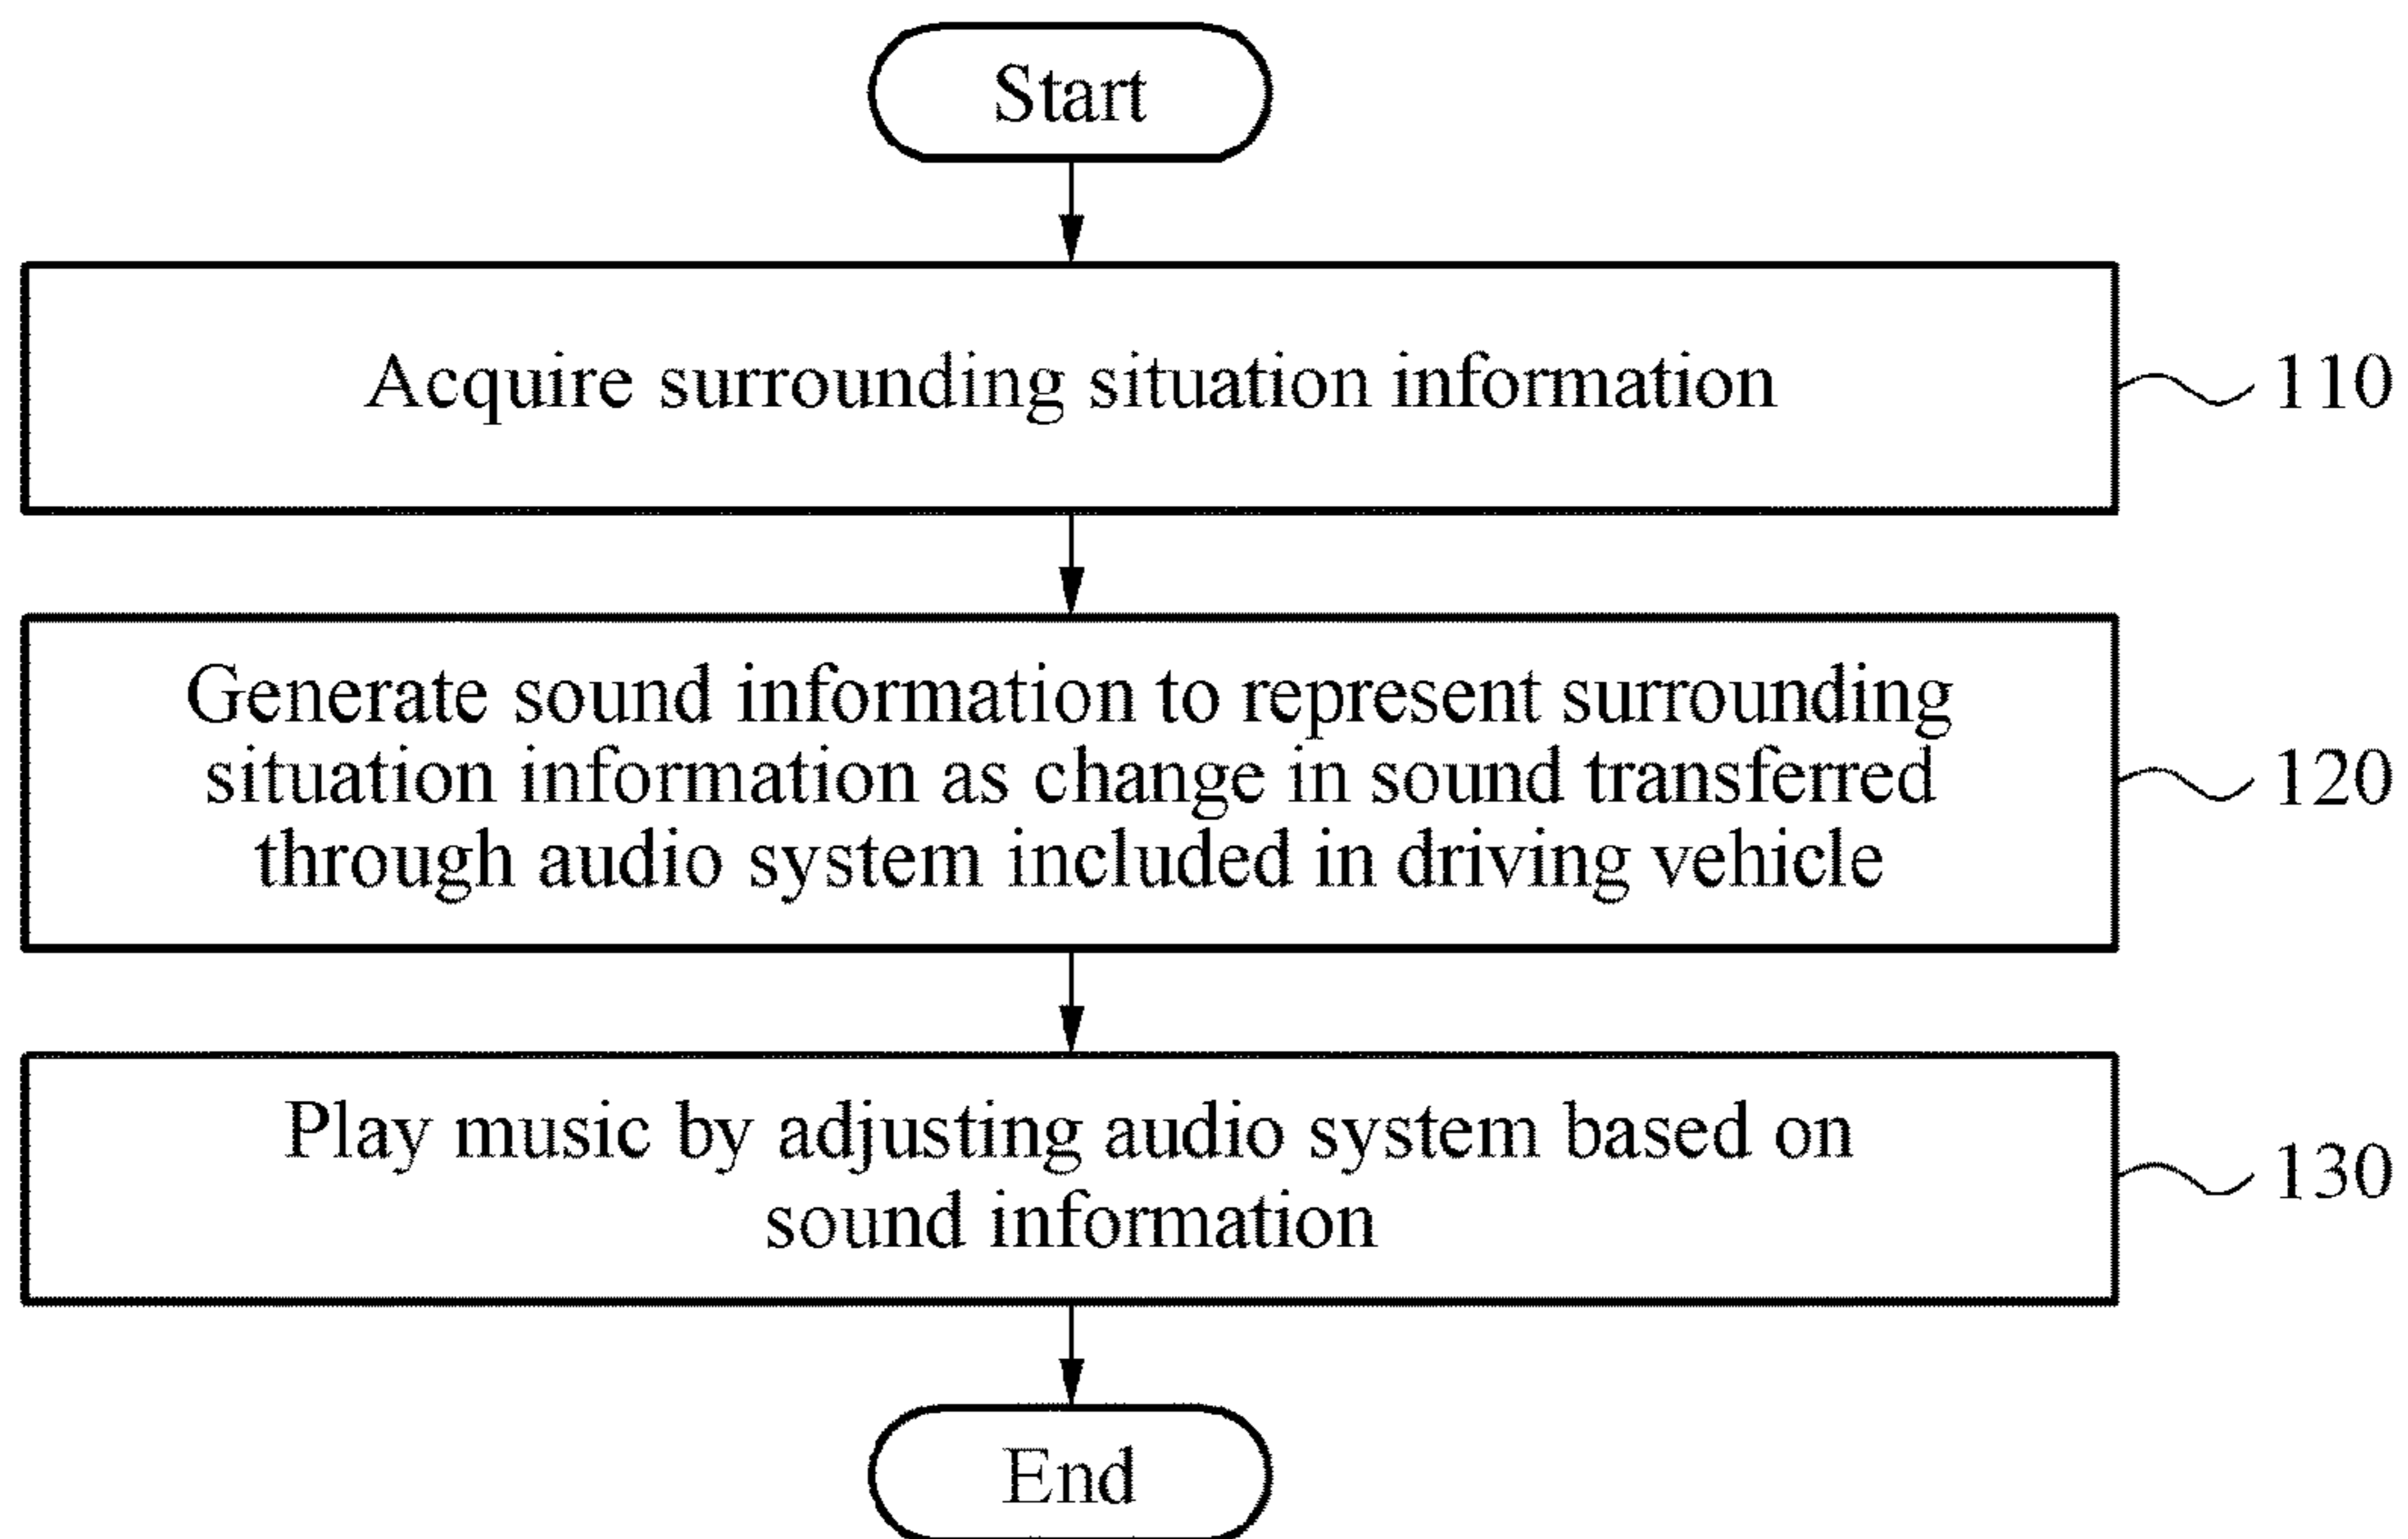 Start
Acquire surrounding situation information
110
Generate sound information to represent surrounding
situation information as change in sound transferred
through audio system included in driving vehicle
120
Play music by adjusting audio system based on
sound information
130
End